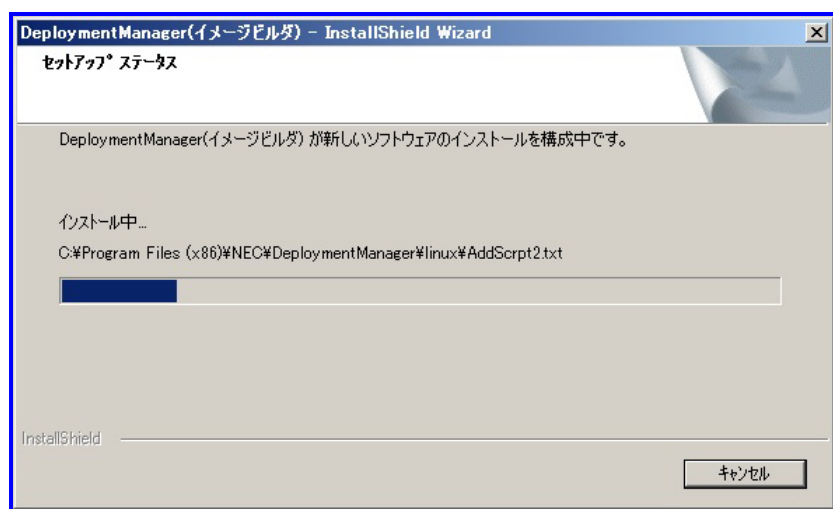 DeploymentManager(イメージビルダ) - InstallShield Wizard
セットアップ ステータス
DeploymentManager(イメージビルダ) が新しいソフトウェアのインストールを構成中です。
インストール中...
C:¥Program Files (x86)¥NEC¥DeploymentManager¥linux¥AddScrpt2.txt
InstallShield
キャンセル